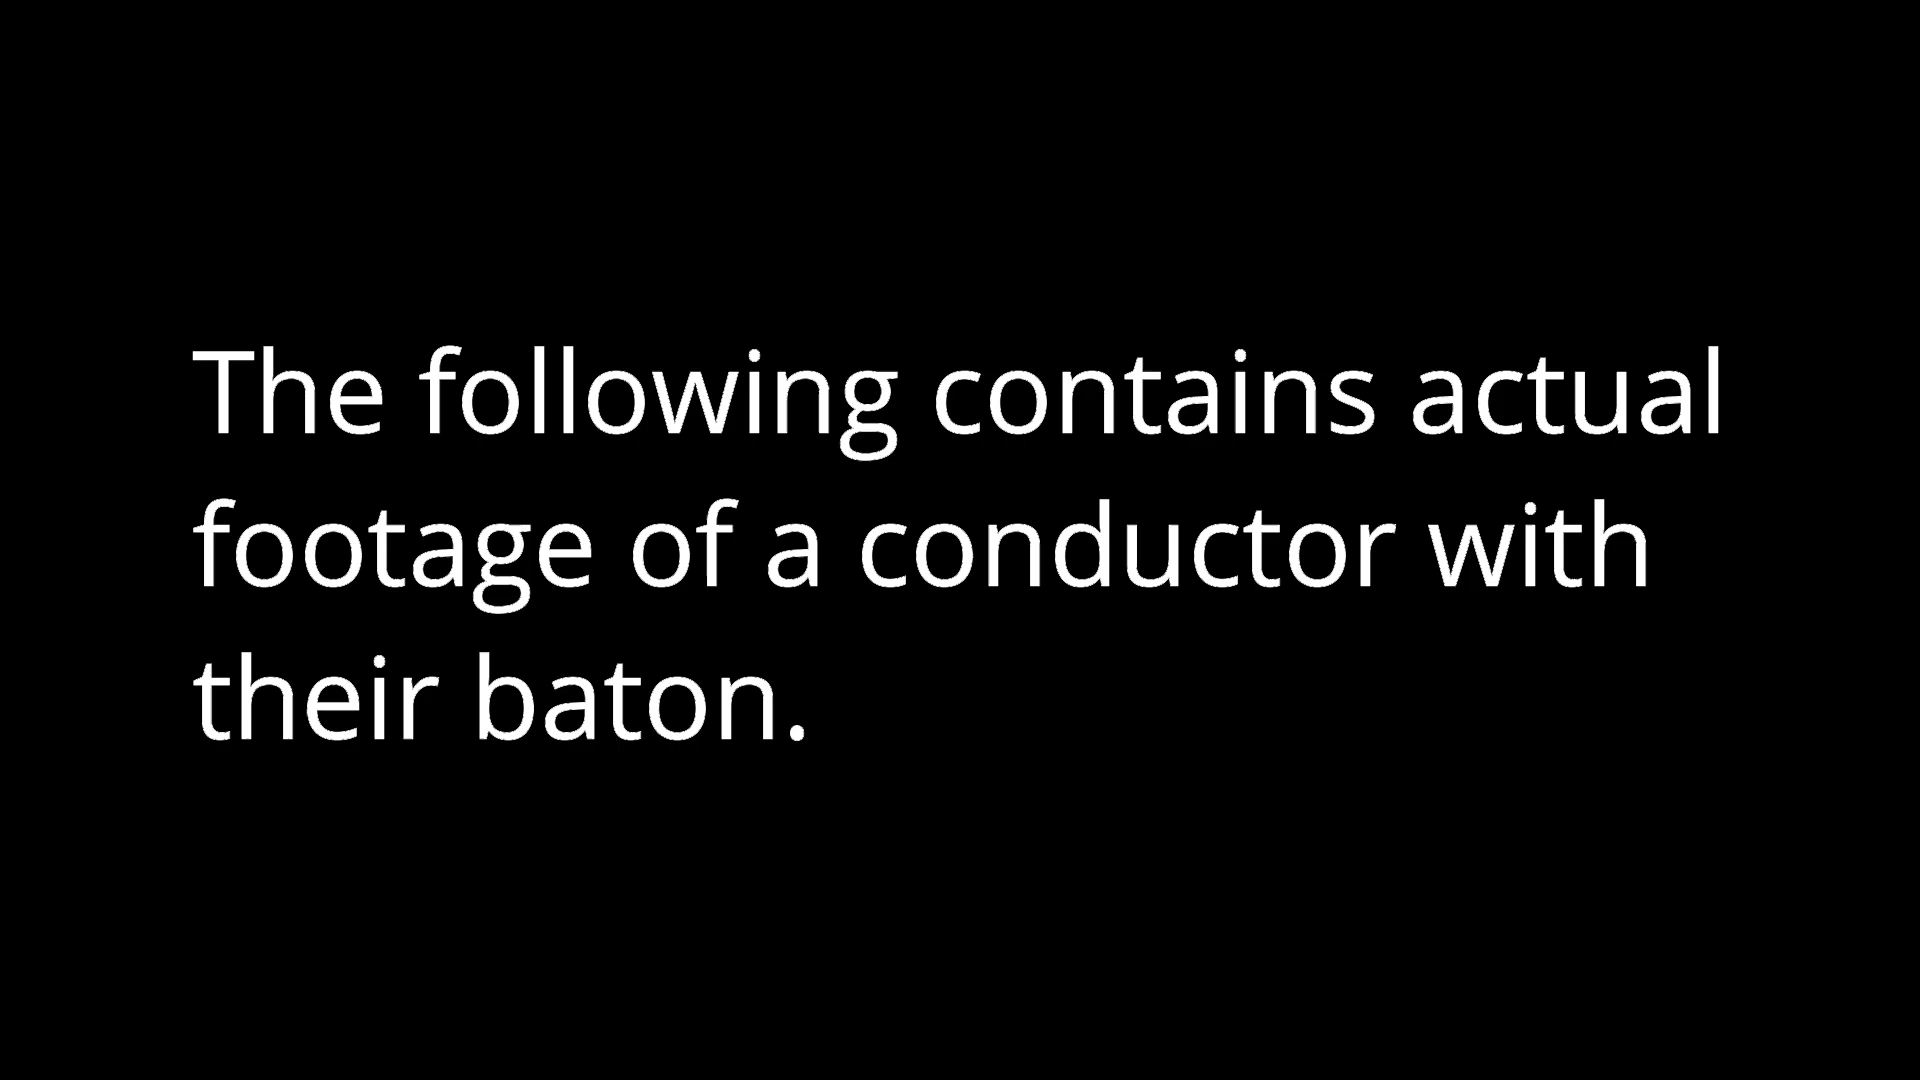 The following contains actual
footage of a conductor with
their baton.